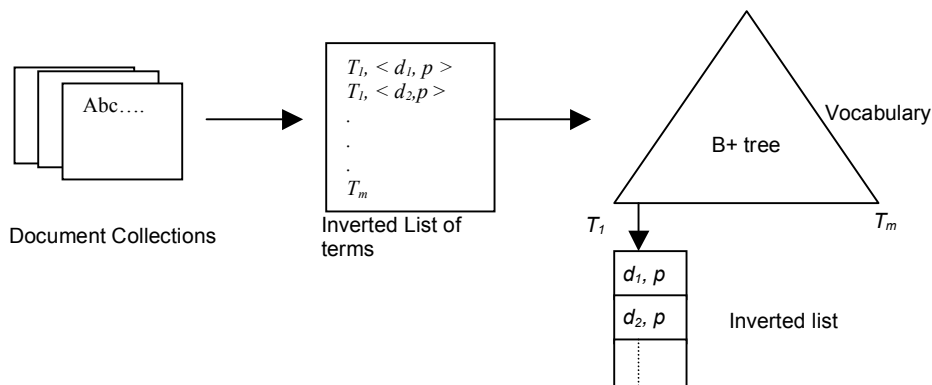 Abc….
Document Collections
T₁, < d₁, p >
T₁, < d₂,p >
.
.
.
Tₘ
Inverted List of
terms
B+ tree
Vocabulary
T₁
Tₘ
d₁, p
d₂, p
Inverted list